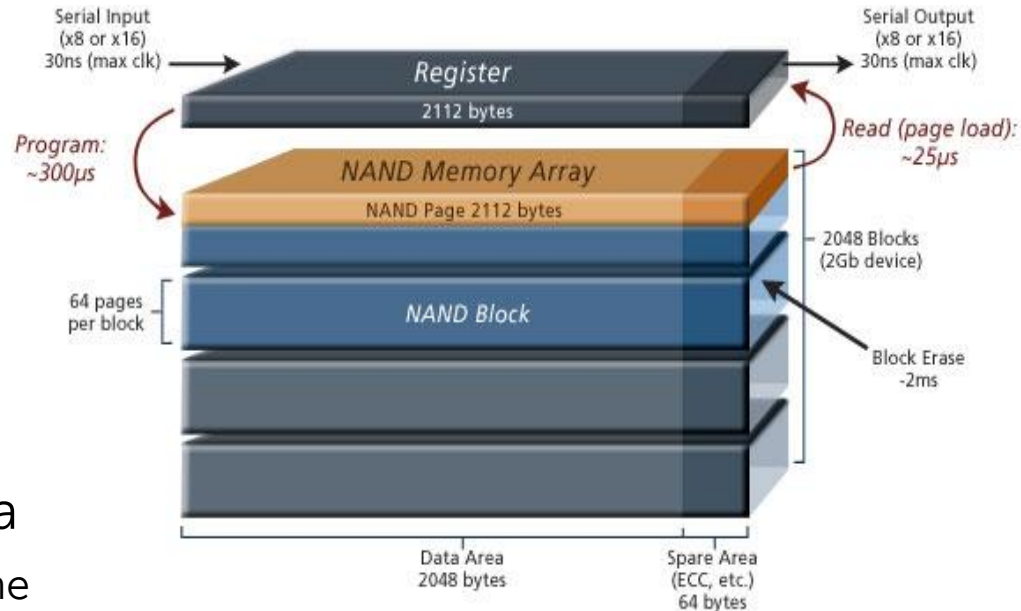 Serial Input
(x8 or x16)
30ns (max clk)
Serial Output
(x8 or x16)
30ns (max clk)
Register
2112 bytes
Program:
~300µs
Read (page load):
~25µs
NAND Memory Array
NAND Page 2112 bytes
2048 Blocks
(2Gb device)
64 pages
per block
NAND Block
Block Erase
-2ms
Data Area
2048 bytes
Spare Area
(ECC, etc.)
64 bytes